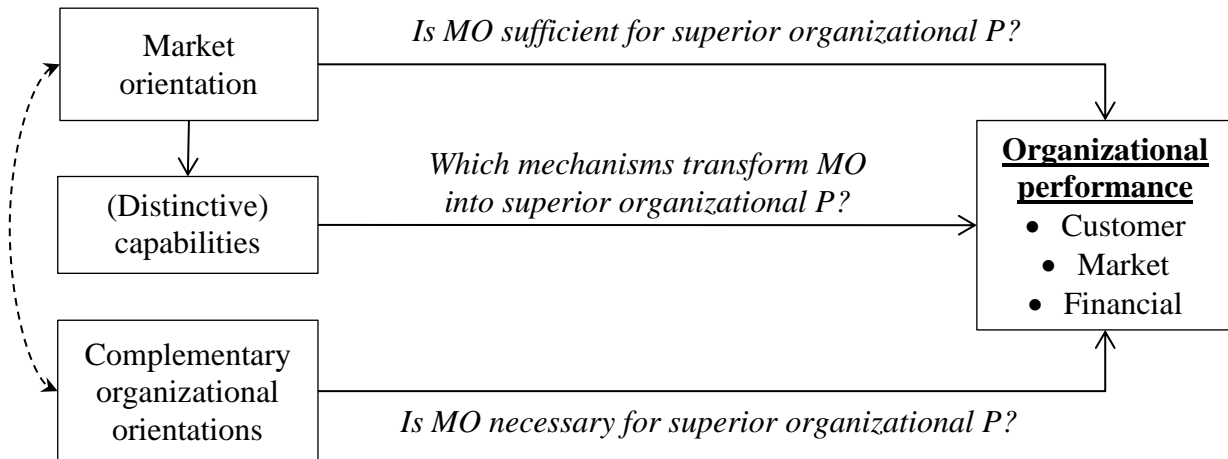 Is MO sufficient for superior organizational P?
Market
orientation
Which mechanisms transform MO
into superior organizational P?
(Distinctive)
capabilities
Organizational
performance
• Customer
• Market
• Financial
Complementary
organizational
orientations
Is MO necessary for superior organizational P?